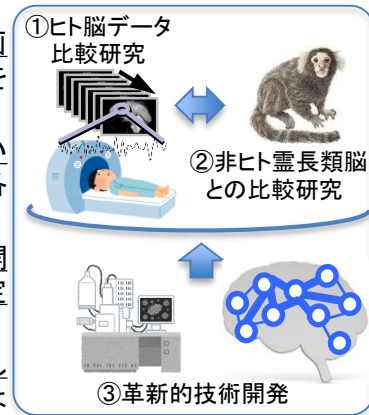 ①ヒト脳データ
比較研究
②非ヒト霊長類脳
との比較研究
③革新的技術開発